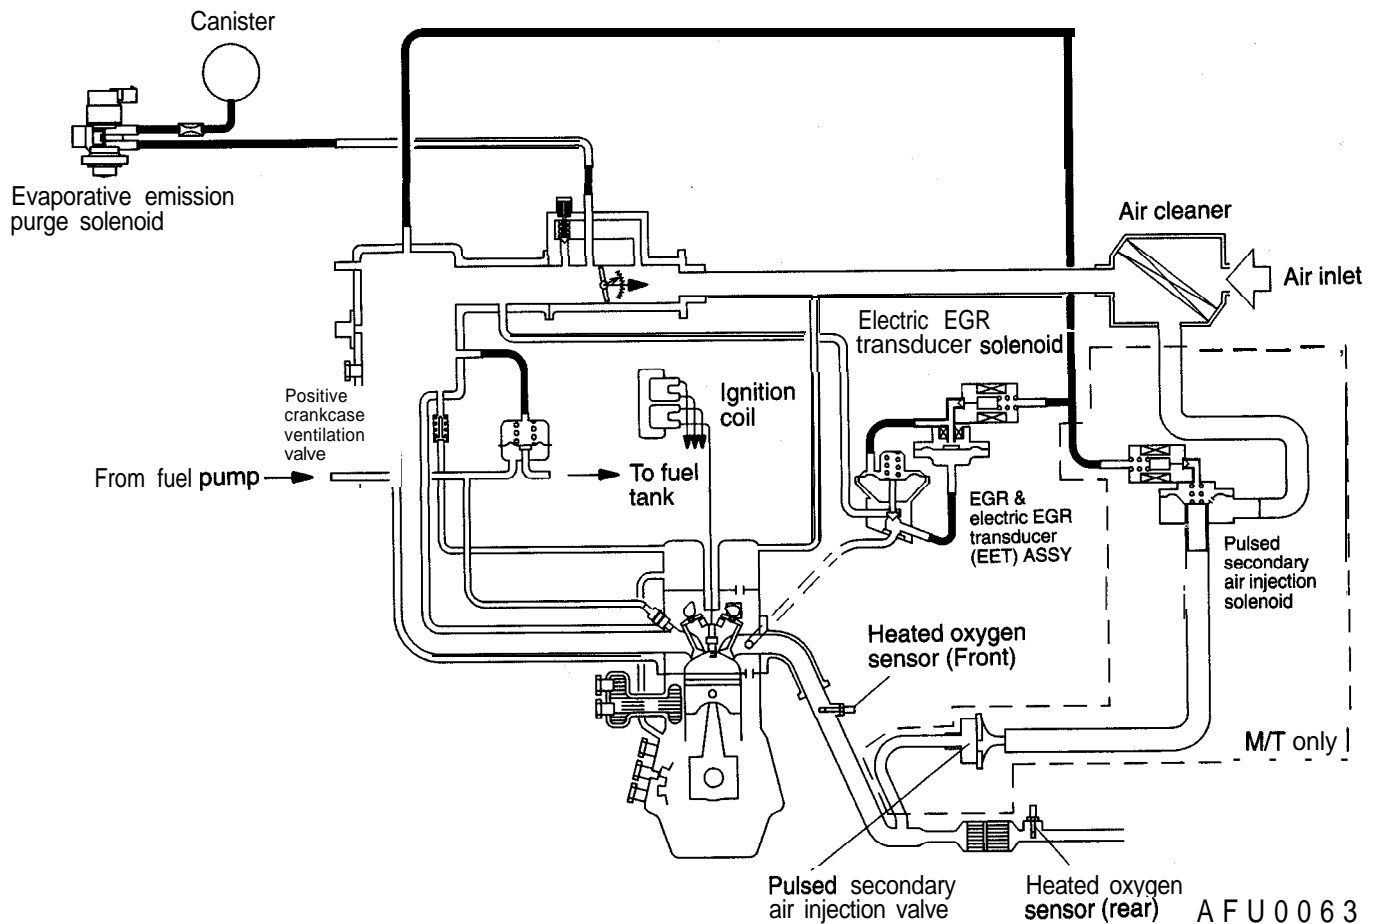 Canister
Evaporative emission
purge solenoid
Air cleaner
Air inlet
Electric EGR
transducer solenoid
Ignition
coil
Positive
crankcase
ventilation
valve
From fuel pump
To fuel
tank
EGR &
electric EGR
transducer
(EET) ASSY
Pulsed
secondary
air injection
solenoid
Heated oxygen
sensor (Front)
M/T only
Pulsed secondary
air injection valve
Heated oxygen
sensor (rear)
AFU0063